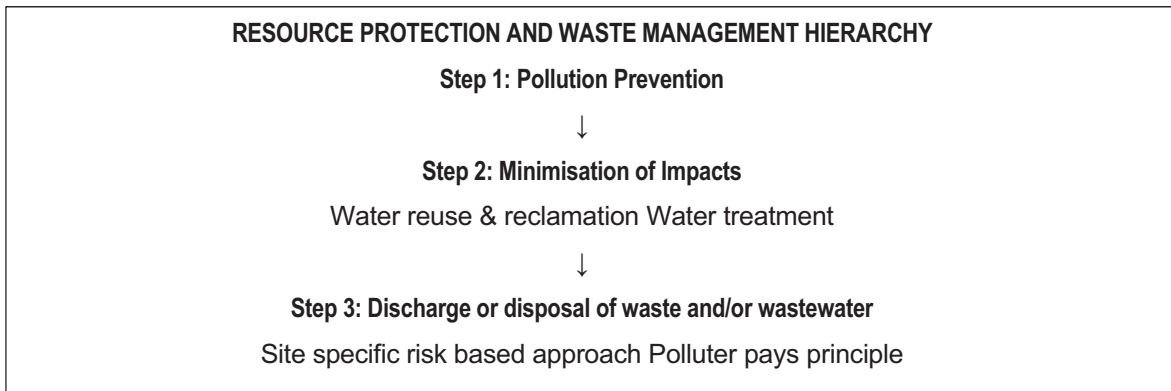 RESOURCE PROTECTION AND WASTE MANAGEMENT HIERARCHY
Step 1: Pollution Prevention
↓
Step 2: Minimisation of Impacts
Water reuse & reclamation Water treatment
↓
Step 3: Discharge or disposal of waste and/or wastewater
Site specific risk based approach Polluter pays principle